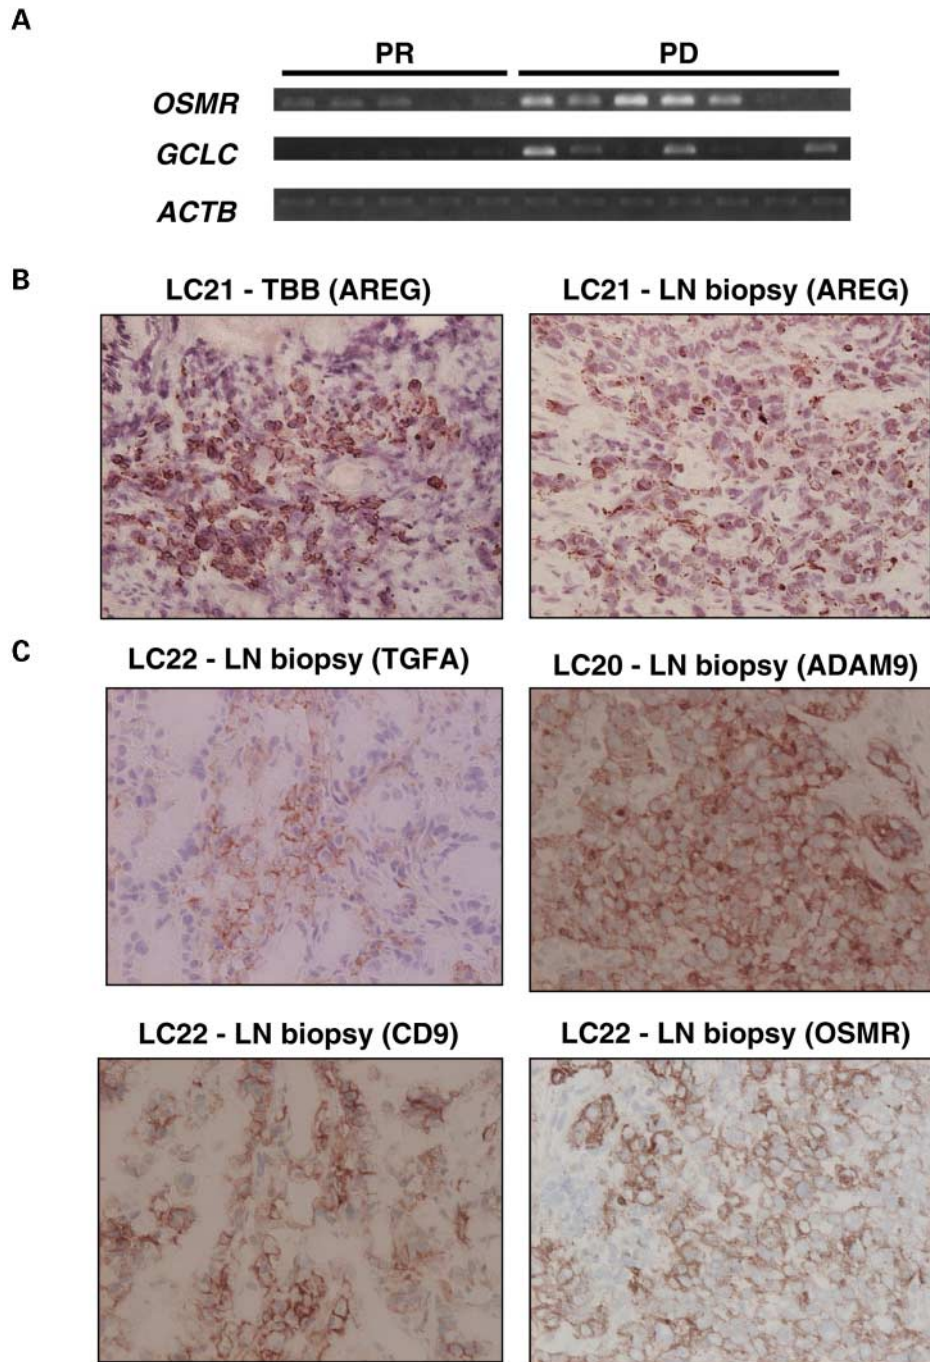 A
PR PD
OSMR
GCLC
ACTB
B
LC21 - TBB (AREG) LC21 - LN biopsy (AREG)
C
LC22 - LN biopsy (TGFA) LC20 - LN biopsy (ADAM9)
LC22 - LN biopsy (CD9) LC22 - LN biopsy (OSMR)